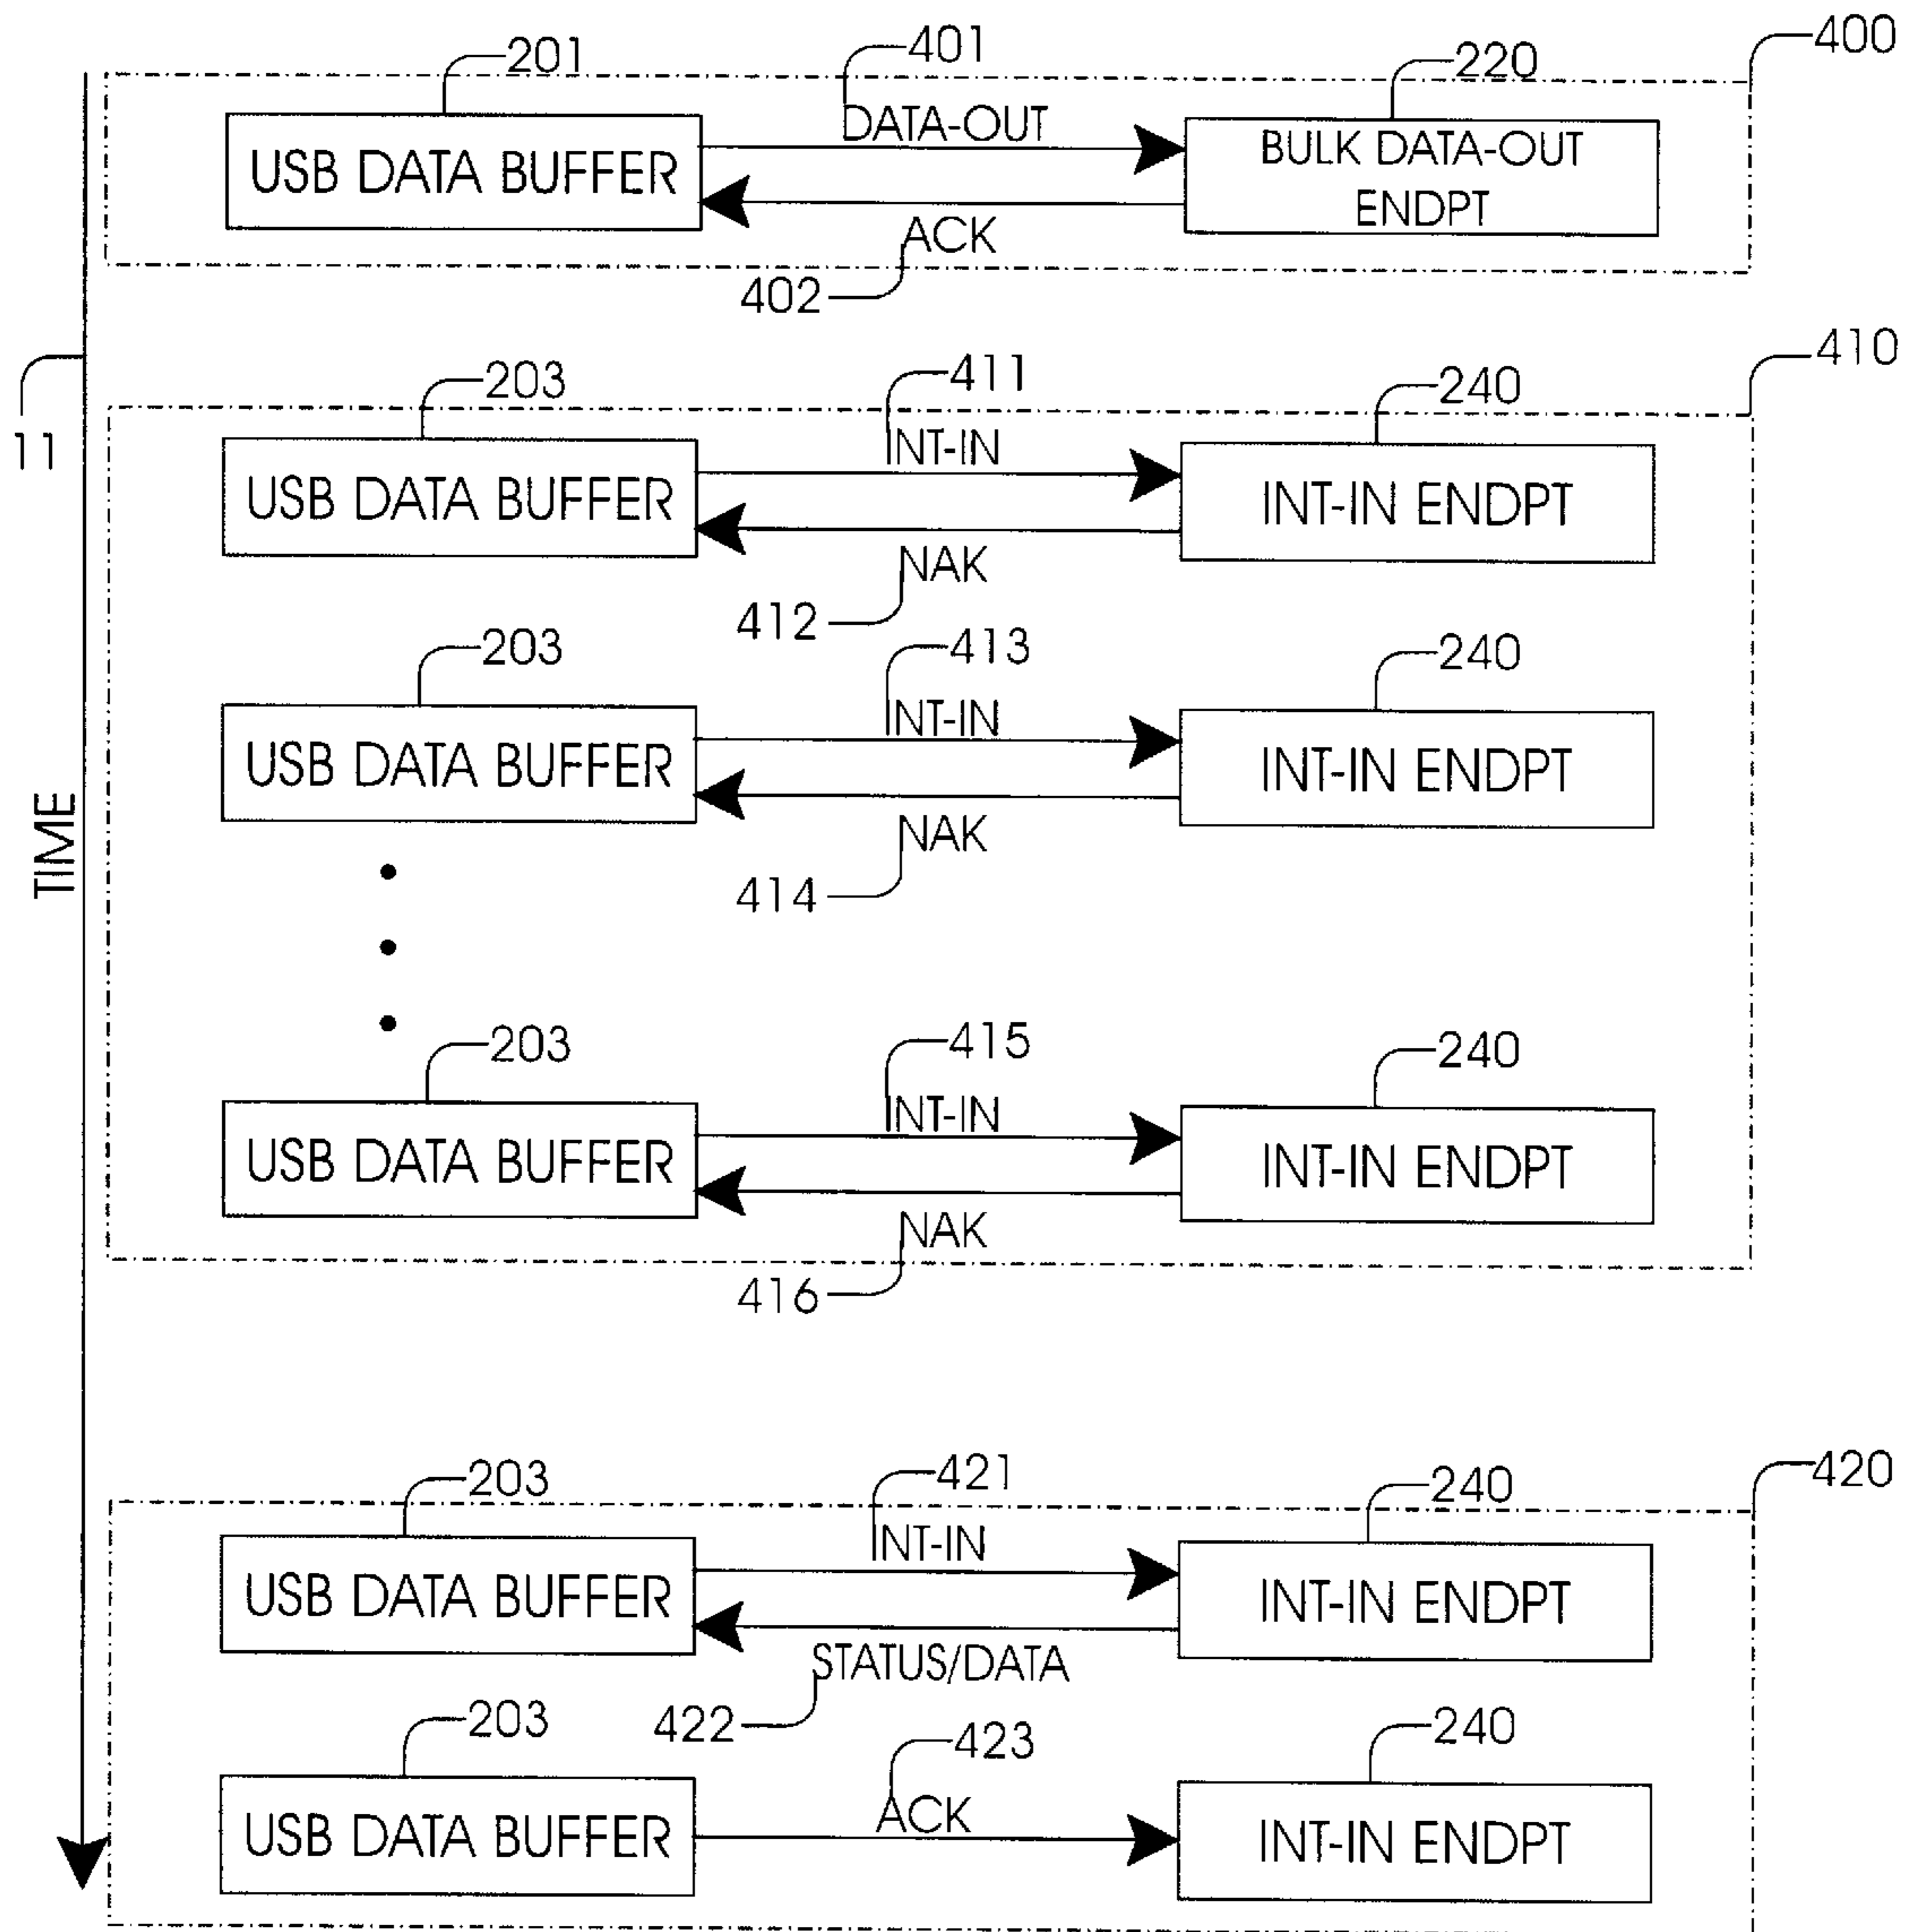 400
201
401
220
DATA-OUT
USB DATA BUFFER
BULK DATA-OUT
ENDPT
ACK
402
11
410
203
411
240
INT-IN
USB DATA BUFFER
INT-IN ENDPT
NAK
412
203
413
240
INT-IN
USB DATA BUFFER
INT-IN ENDPT
NAK
414
TIME
203
415
240
INT-IN
USB DATA BUFFER
INT-IN ENDPT
NAK
416
420
203
421
240
INT-IN
USB DATA BUFFER
INT-IN ENDPT
STATUS/DATA
422
203
423
240
ACK
USB DATA BUFFER
INT-IN ENDPT